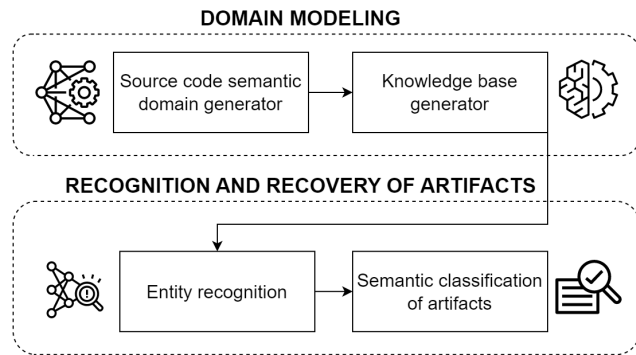 DOMAIN MODELING
Source code semantic
domain generator
Knowledge base
generator
RECOGNITION AND RECOVERY OF ARTIFACTS
Entity recognition
Semantic classification
of artifacts